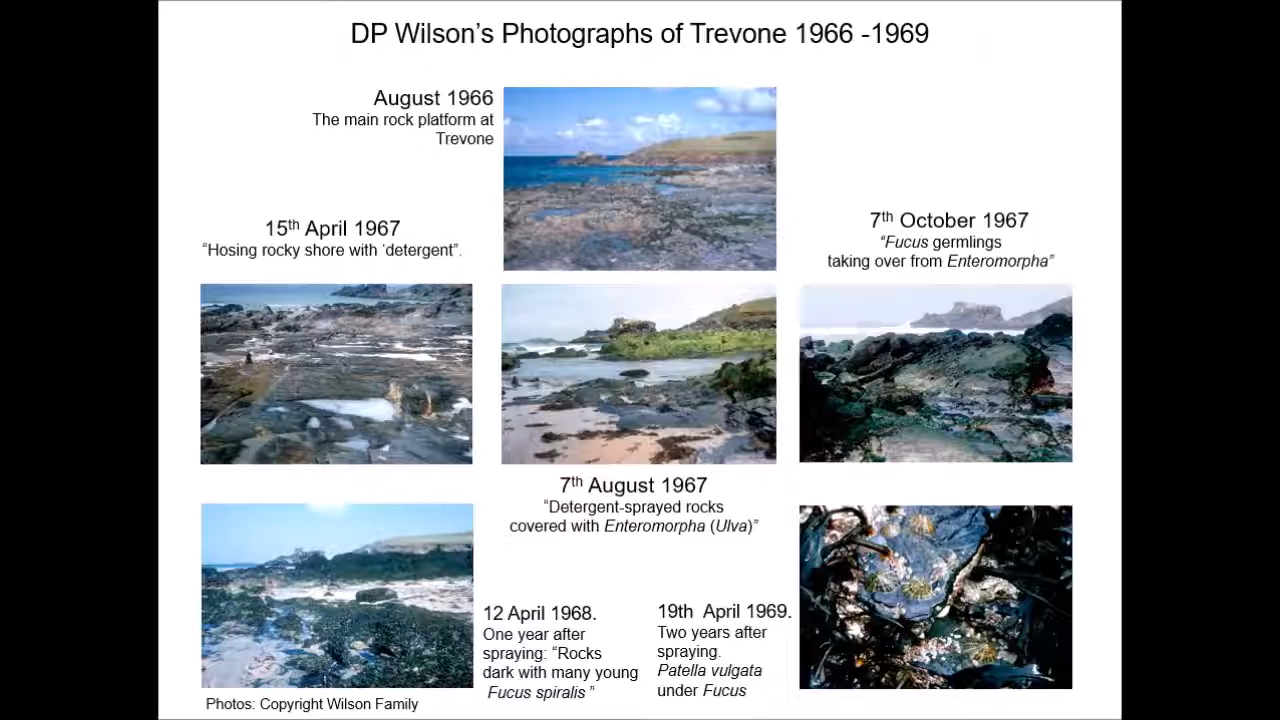 DP Wilson's Photographs of Trevone 1966 -1969
August 1966
The main rock platform at
Trevone
15th April 1967
“Hosing rocky shore with ‘detergent”.
7th October 1967
“Fucus germlings
taking over from Enteromorpha”
7th August 1967
“Detergent-sprayed rocks
covered with Enteromorpha (Ulva)”
12 April 1968.
One year after
spraying: “Rocks
dark with many young
Fucus spiralis ”
19th April 1969.
Two years after
spraying.
Patella vulgata
under Fucus
Photos: Copyright Wilson Family